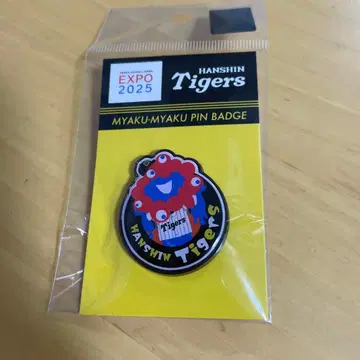 EXPO
2025
HANSHIN
Tigers
MYAKU-MYAKU PIN BADGE
Tigers
HANSHIN Tigers